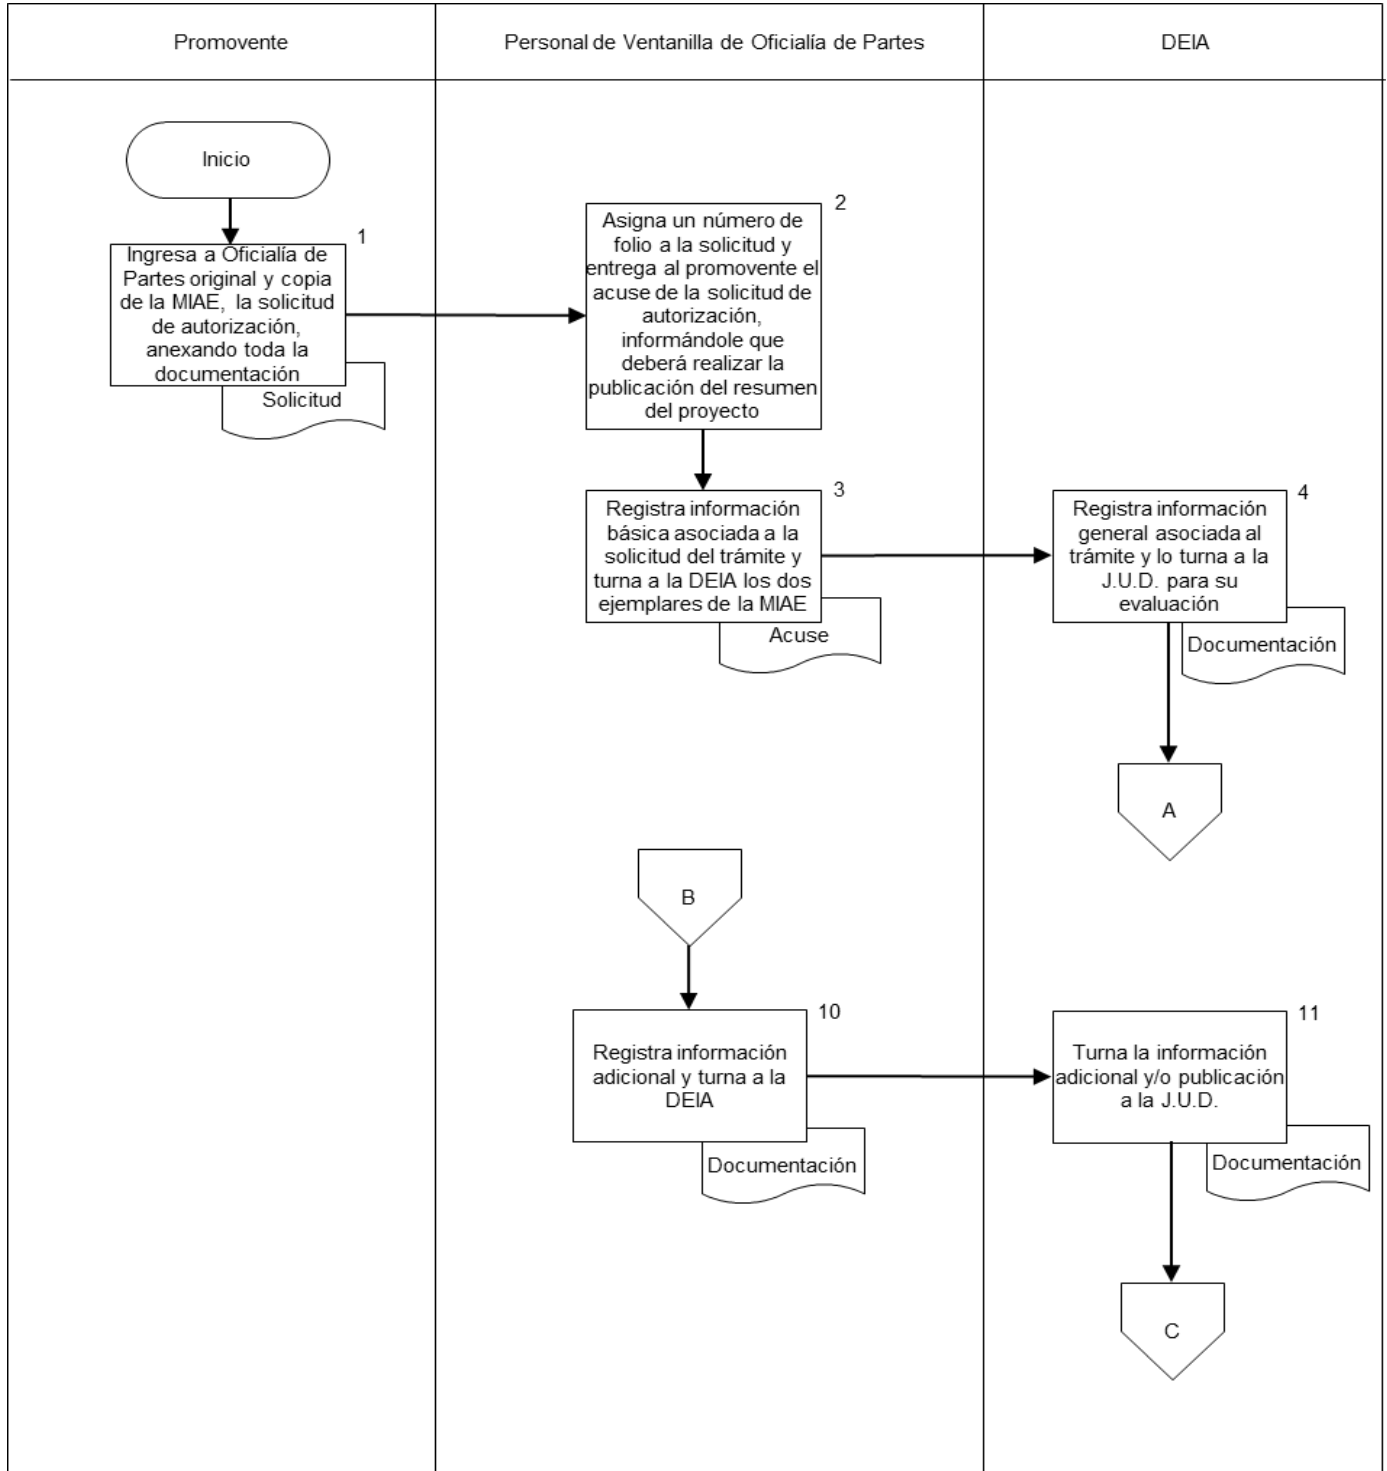 Promovente
Personal de Ventanilla de Oficialía de Partes
DEIA
Inicio
1
Ingresa a Oficialía de
Partes original y copia
de la MIAE, la solicitud
de autorización,
anexando toda la
documentación
Solicitud
2
Asigna un número de
folio a la solicitud y
entrega al promovente el
acuse de la solicitud de
autorización,
informándole que
deberá realizar la
publicación del resumen
del proyecto
3
Registra información
básica asociada a la
solicitud del trámite y
turna a la DEIA los dos
ejemplares de la MIAE
Acuse
4
Registra información
general asociada al
trámite y lo turna a la
J.U.D. para su
evaluación
Documentación
A
B
10
Registra información
adicional y turna a la
DEIA
Documentación
11
Turna la información
adicional y/o publicación
a la J.U.D.
Documentación
C